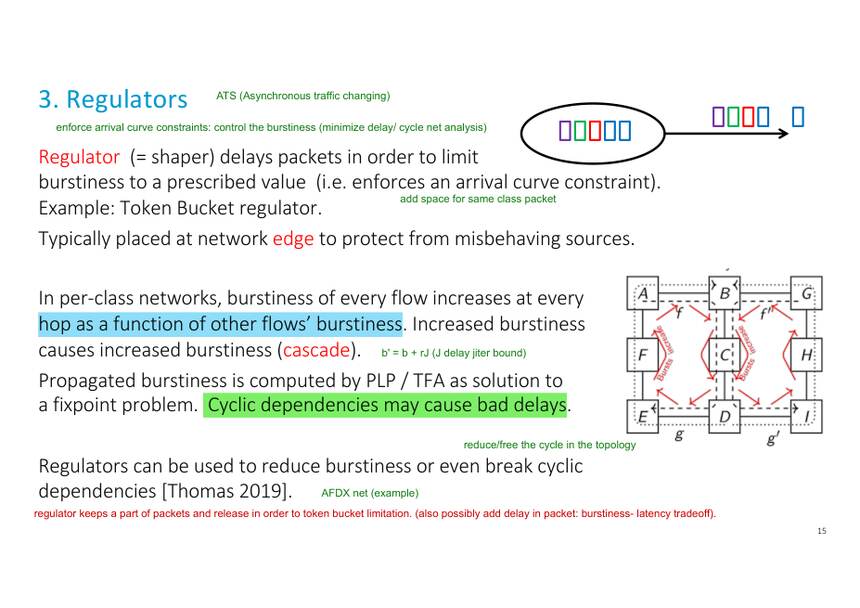 3. Regulators
ATS (Asynchronous traffic changing)
enforce arrival curve constraints: control the burstiness (minimize delay/ cycle net analysis)
Regulator (= shaper) delays packets in order to limit
burstiness to a prescribed value (i.e. enforces an arrival curve constraint).
add space for same class packet
Example: Token Bucket regulator.
Typically placed at network edge to protect from misbehaving sources.
In per-class networks, burstiness of every flow increases at every
hop as a function of other flows’ burstiness. Increased burstiness
causes increased burstiness (cascade).
b' = b + rJ (J delay jiter bound)
Propagated burstiness is computed by PLP / TFA as solution to
a fixpoint problem. Cyclic dependencies may cause bad delays.
reduce/free the cycle in the topology
Regulators can be used to reduce burstiness or even break cyclic
dependencies [Thomas 2019].
AFDX net (example)
regulator keeps a part of packets and release in order to token bucket limitation. (also possibly add delay in packet: burstiness- latency tradeoff).
A B G
f f'
F Bursts increase C Bursts increase H
E D I
g g'
15